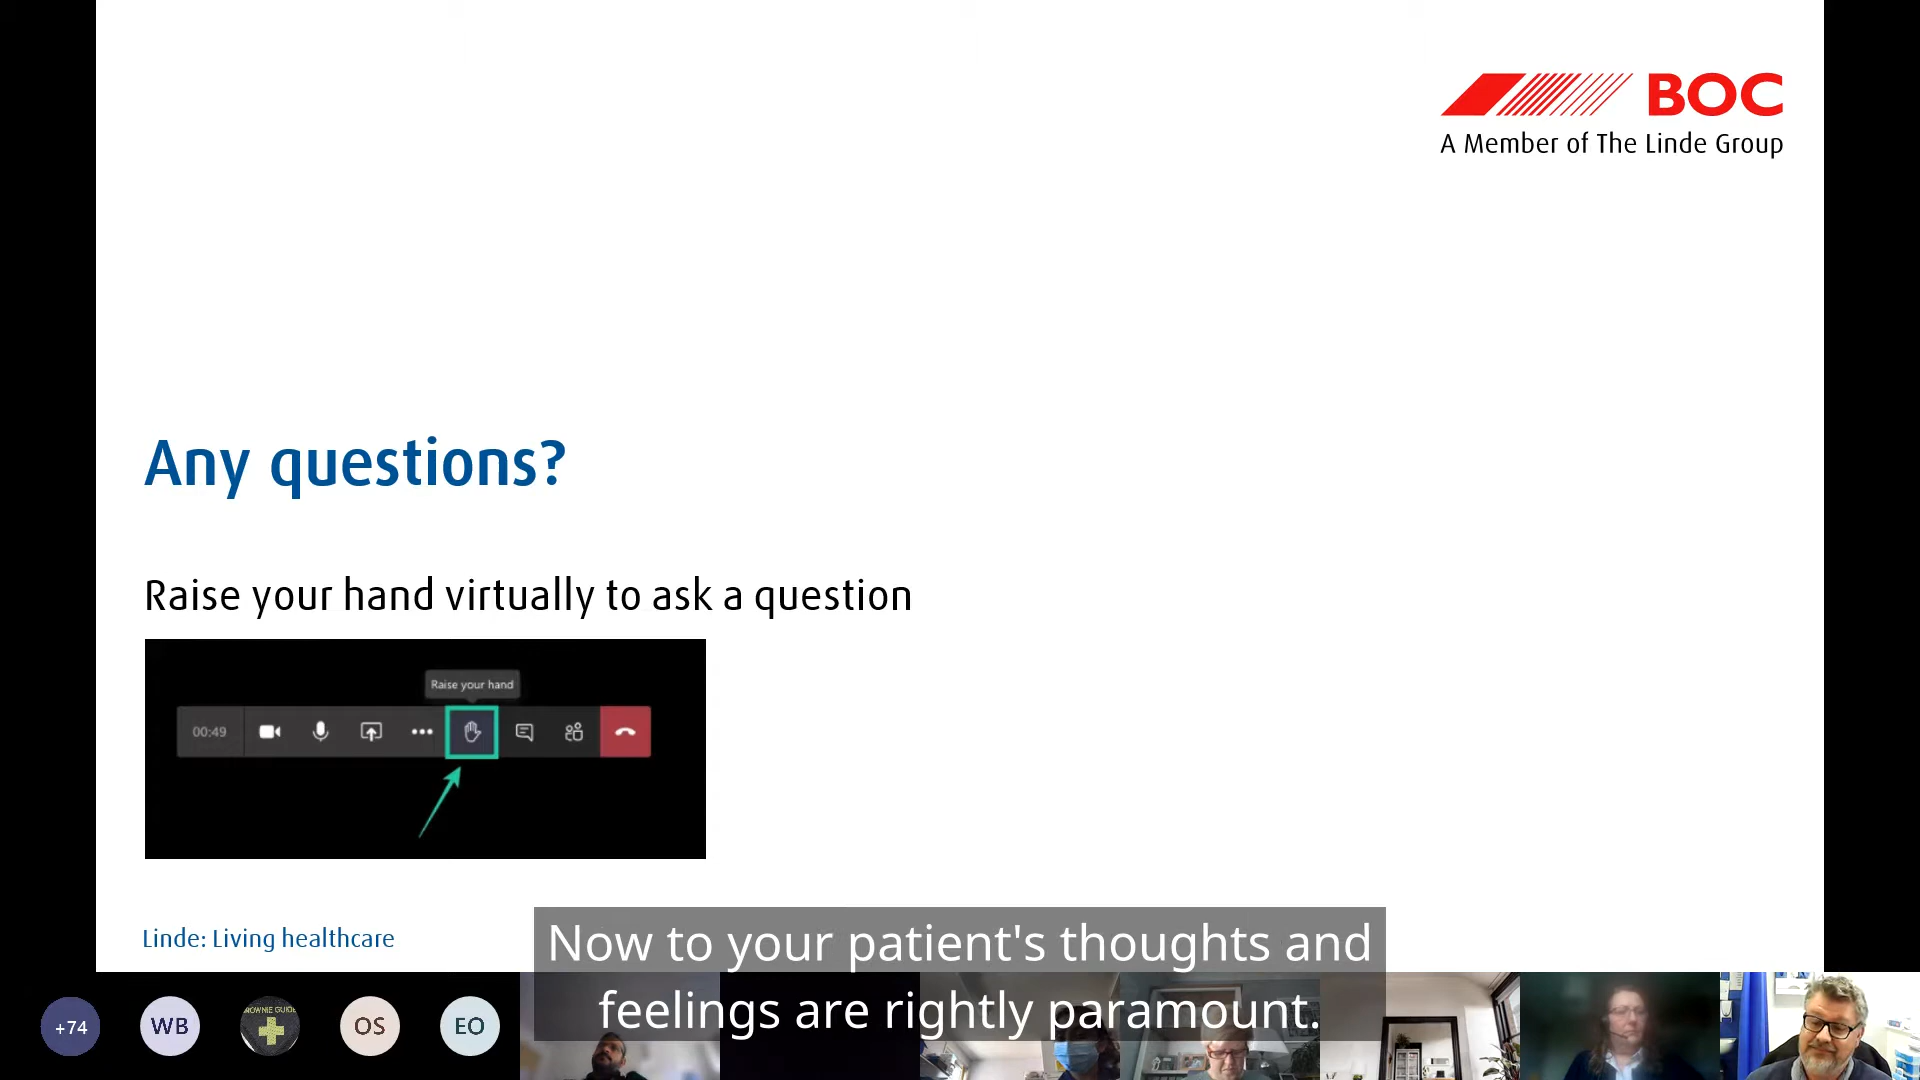 BOC
A Member of The Linde Group
Any questions?
Raise your hand virtually to ask a question
Raise your hand
00:49
Linde: Living healthcare
Now to your patient's thoughts and
feelings are rightly paramount.
+74
WB
OS
EO